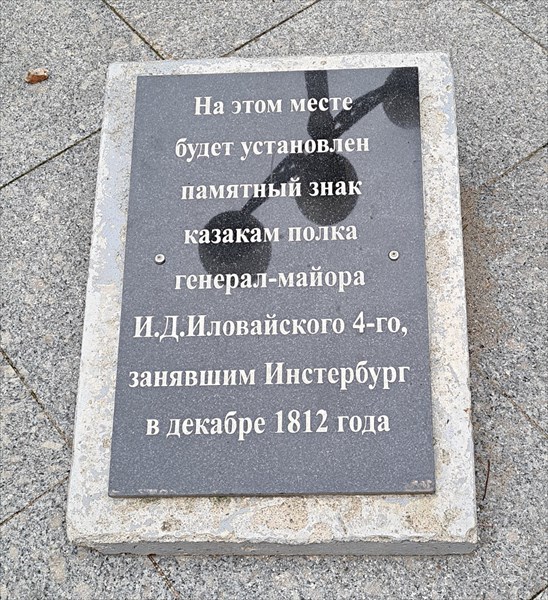 На этом месте
будет установлен
памятный знак
казакам полка
генерал-майора
И.Д.Иловайского 4-го,
занявшим Инстербург
в декабре 1812 года